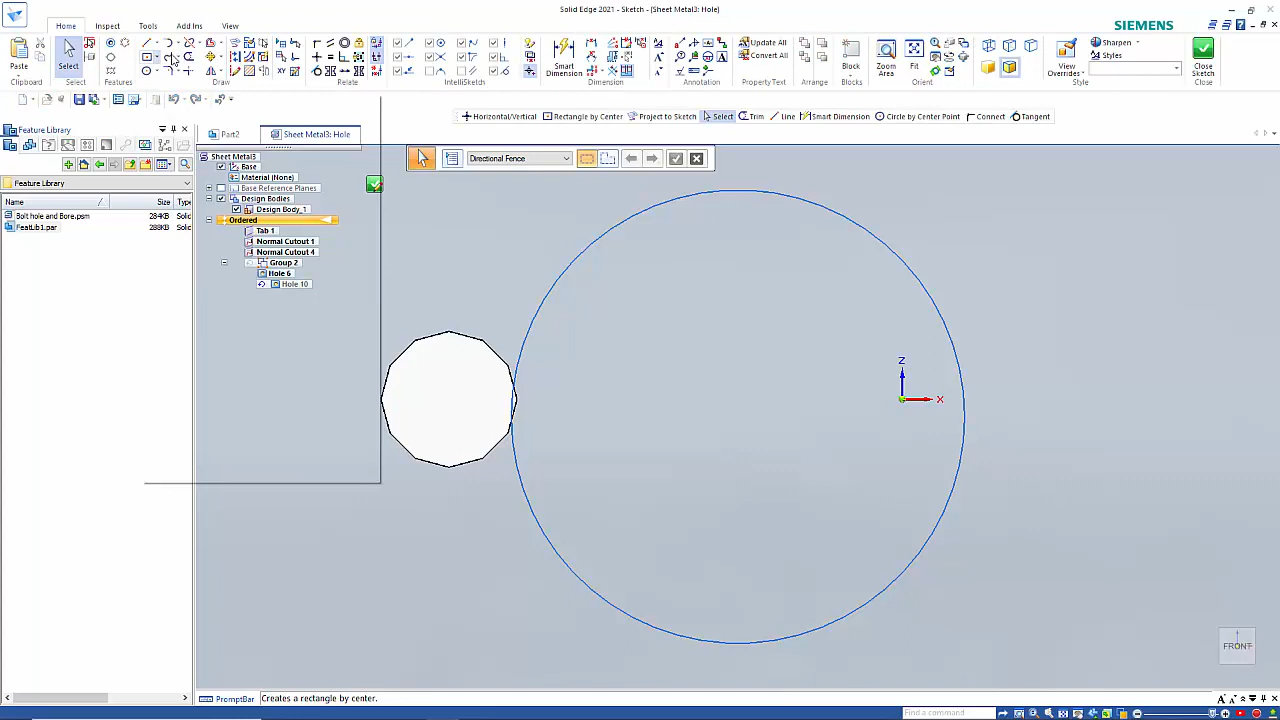 Solid Edge 2021 - Sketch - [Sheet Metal3: Hole]
Home Inspect Tools Add Ins View
SIEMENS
Paste
Select
Smart Dimension
Update All
Convert All
Block
Zoom Area
Fit
View Overrides
Sharpen
Close Sketch
Clipboard Select Features Relate IntelliSketch Dimension Annotation PropertyText Arrange Blocks Orient Styles Close
Horizontal/Vertical Rectangle by Center Project to Sketch Select Trim Line Smart Dimension Circle by Center Point Connect Tangent
Feature Library
Part2 Sheet Metal3: Hole
Directional Fence
Feature Library
Name Size Type
Bolt hole and Bore.psm 284KB Solid
FeatLib1.par 288KB Solid
Sheet Metal3
Base
Material (None)
Base Reference Planes
Design Bodies
Design Body_1
Ordered
Tab 1
Normal Cutout 1
Normal Cutout 4
Group 2
Hole 6
Hole 10
Z
X
FRONT
PromptBar Creates a rectangle by center.
Find a command